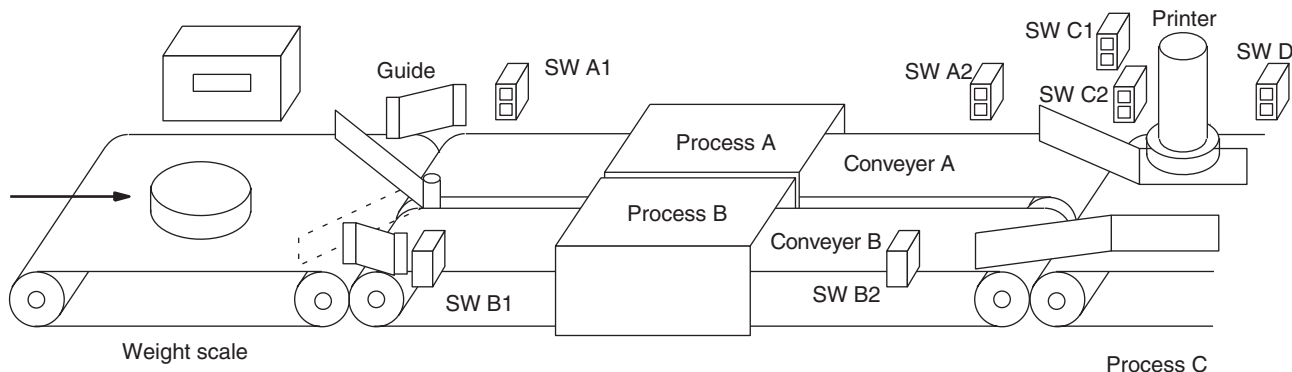 SW C1
Printer
SW D
Guide
SW A1
SW A2
SW C2
Process A
Conveyer A
Process B
Conveyer B
SW B1
SW B2
Weight scale
Process C